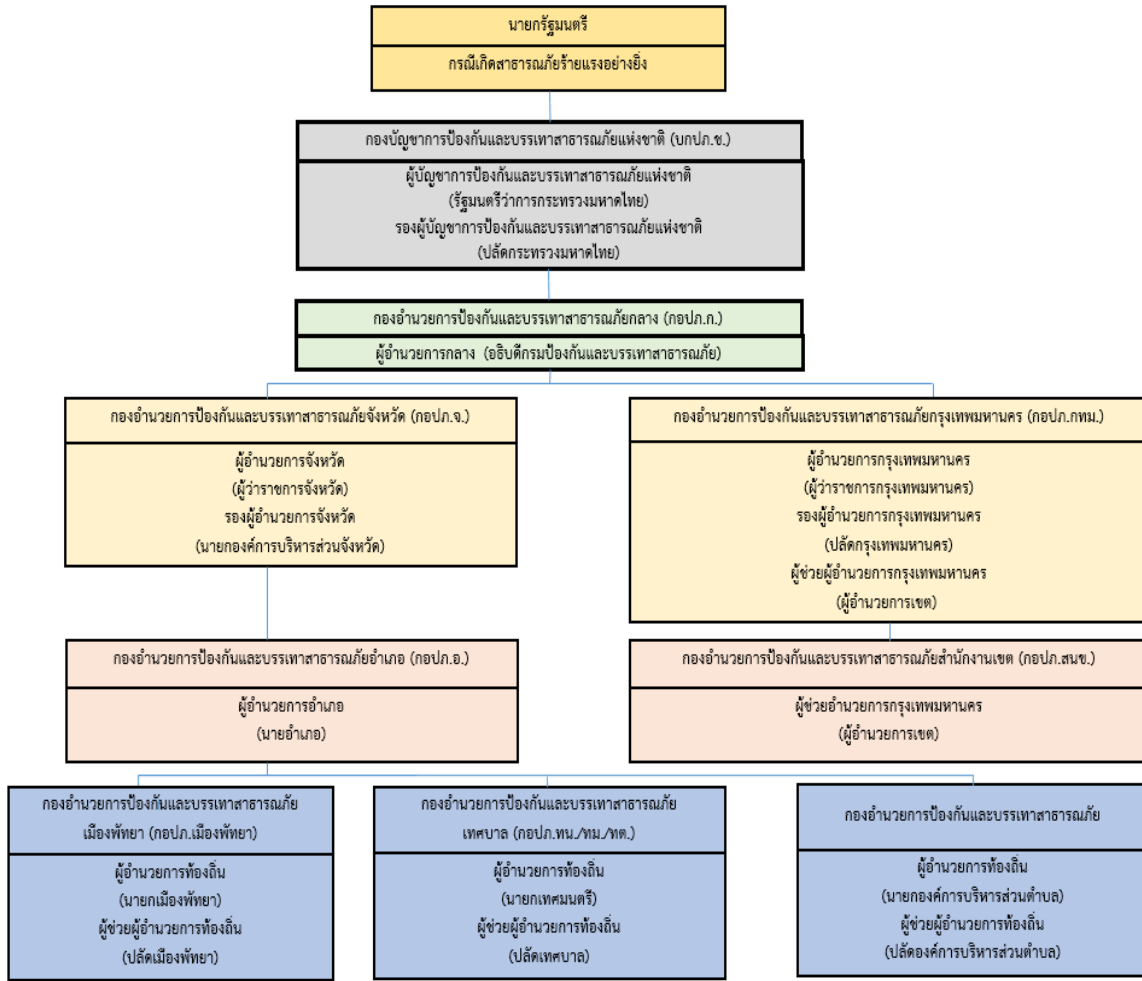 นายกรัฐมนตรี
กรณีเกิดสาธารณภัยร้ายแรงอย่างยิ่ง
กองบัญชาการป้องกันและบรรเทาสาธารณภัยแห่งชาติ (บกปภ.ช.)
ผู้บัญชาการป้องกันและบรรเทาสาธารณภัยแห่งชาติ
(รัฐมนตรีว่าการกระทรวงมหาดไทย)
รองผู้บัญชาการป้องกันและบรรเทาสาธารณภัยแห่งชาติ
(ปลัดกระทรวงมหาดไทย)
กองอำนวยการป้องกันและบรรเทาสาธารณภัยกลาง (กอปภ.ก.)
ผู้อำนวยการกลาง (อธิบดีกรมป้องกันและบรรเทาสาธารณภัย)
กองอำนวยการป้องกันและบรรเทาสาธารณภัยจังหวัด (กอปภ.จ.)
ผู้อำนวยการจังหวัด
(ผู้ว่าราชการจังหวัด)
รองผู้อำนวยการจังหวัด
(นายกองค์การบริหารส่วนจังหวัด)
กองอำนวยการป้องกันและบรรเทาสาธารณภัยกรุงเทพมหานคร (กอปภ.กทม.)
ผู้อำนวยการกรุงเทพมหานคร
(ผู้ว่าราชการกรุงเทพมหานคร)
รองผู้อำนวยการกรุงเทพมหานคร
(ปลัดกรุงเทพมหานคร)
ผู้ช่วยผู้อำนวยการกรุงเทพมหานคร
(ผู้อำนวยการเขต)
กองอำนวยการป้องกันและบรรเทาสาธารณภัยอำเภอ (กอปภ.อ.)
ผู้อำนวยการอำเภอ
(นายอำเภอ)
กองอำนวยการป้องกันและบรรเทาสาธารณภัยสำนักงานเขต (กอปภ.สนข.)
ผู้ช่วยอำนวยการกรุงเทพมหานคร
(ผู้อำนวยการเขต)
กองอำนวยการป้องกันและบรรเทาสาธารณภัย
เมืองพัทยา (กอปภ.เมืองพัทยา)
ผู้อำนวยการท้องถิ่น
(นายกเมืองพัทยา)
ผู้ช่วยผู้อำนวยการท้องถิ่น
(ปลัดเมืองพัทยา)
กองอำนวยการป้องกันและบรรเทาสาธารณภัย
เทศบาล (กอปภ.ทน./ทม./ทต.)
ผู้อำนวยการท้องถิ่น
(นายกเทศมนตรี)
ผู้ช่วยผู้อำนวยการท้องถิ่น
(ปลัดเทศบาล)
กองอำนวยการป้องกันและบรรเทาสาธารณภัย
ผู้อำนวยการท้องถิ่น
(นายกองค์การบริหารส่วนตำบล)
ผู้ช่วยผู้อำนวยการท้องถิ่น
(ปลัดองค์การบริหารส่วนตำบล)